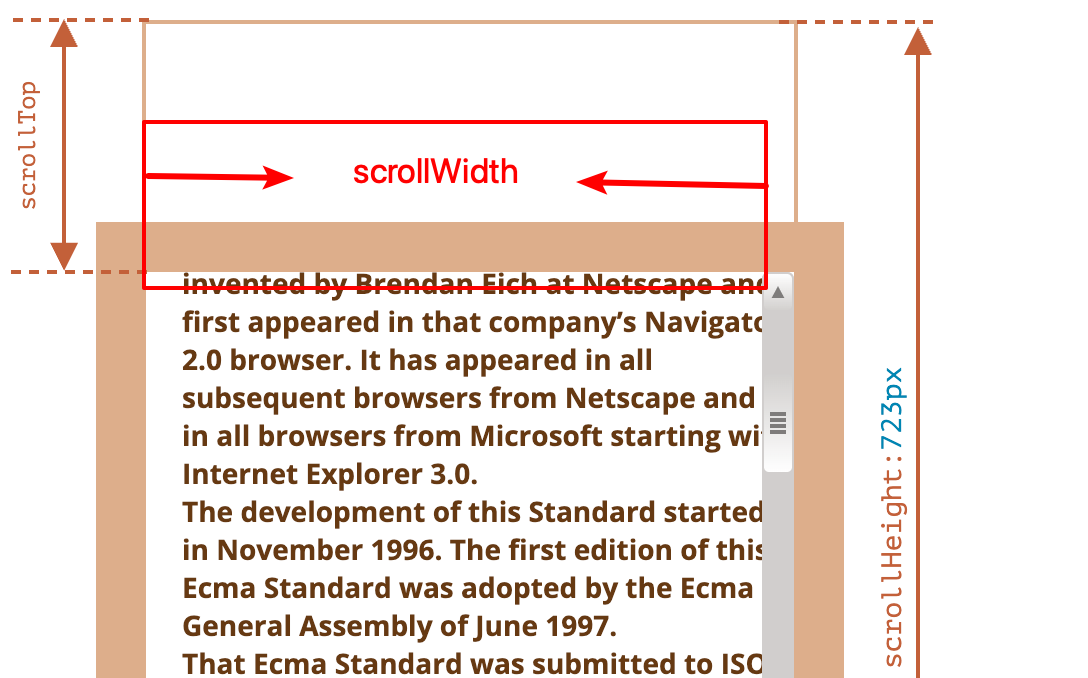 scrollTop
scrollWidth
invented by Brendan Eich at Netscape and
first appeared in that company’s Navigato
2.0 browser. It has appeared in all
subsequent browsers from Netscape and
in all browsers from Microsoft starting wi
Internet Explorer 3.0.
The development of this Standard started
in November 1996. The first edition of this
Ecma Standard was adopted by the Ecma
General Assembly of June 1997.
That Ecma Standard was submitted to ISO
scrollHeight:723px